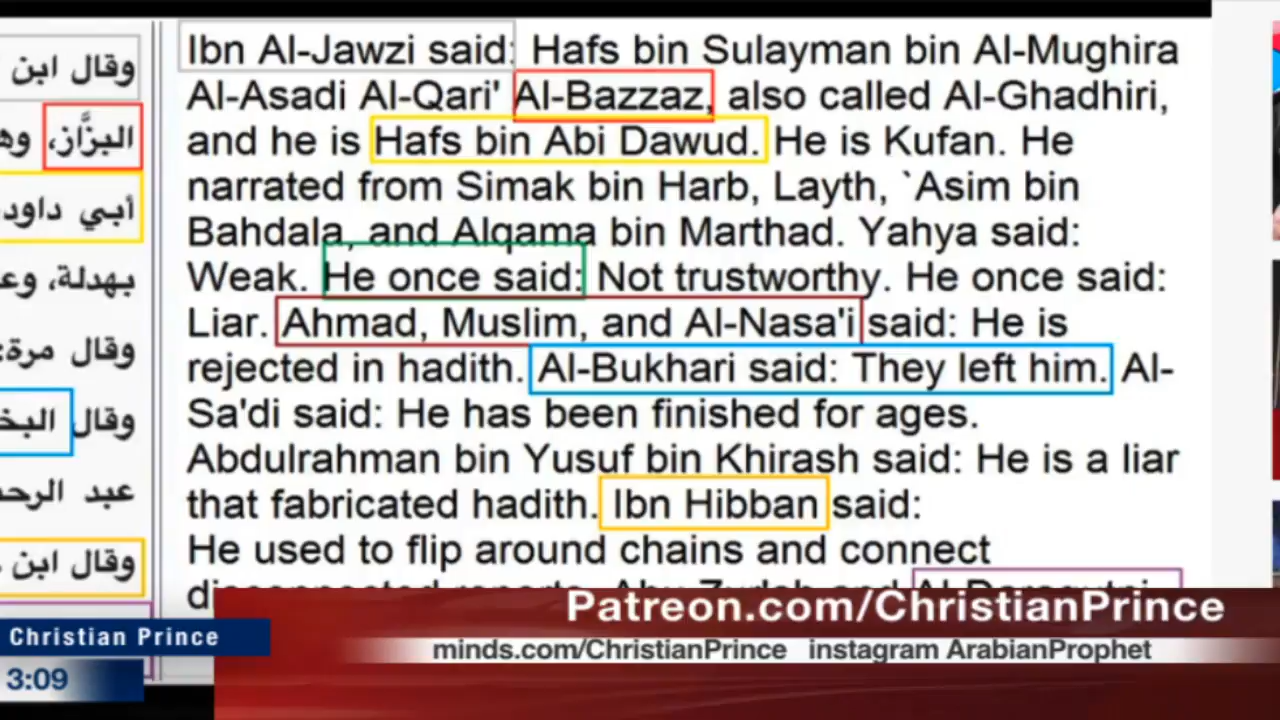 Ibn Al-Jawzi said: Hafs bin Sulayman bin Al-Mughira
Al-Asadi Al-Qari' Al-Bazzaz, also called Al-Ghadhiri,
and he is Hafs bin Abi Dawud. He is Kufan. He
narrated from Simak bin Harb, Layth, `Asim bin
Bahdala, and Alqama bin Marthad. Yahya said:
Weak. He once said: Not trustworthy. He once said:
Liar. Ahmad, Muslim, and Al-Nasa'i said: He is
rejected in hadith. Al-Bukhari said: They left him. Al-
Sa'di said: He has been finished for ages.
Abdulrahman bin Yusuf bin Khirash said: He is a liar
that fabricated hadith. Ibn Hibban said:
He used to flip around chains and connect
disconnected reports. Abu Zurlah and Al-Daraqutni
وقال ابن
البزَّاز، وه
أبي داود
بهدلة، وع
وقال مرة:
وقال البخ
عبد الرح
وقال ابن
Patreon.com/ChristianPrince
Christian Prince
minds.com/ChristianPrince instagram ArabianProphet
3:09